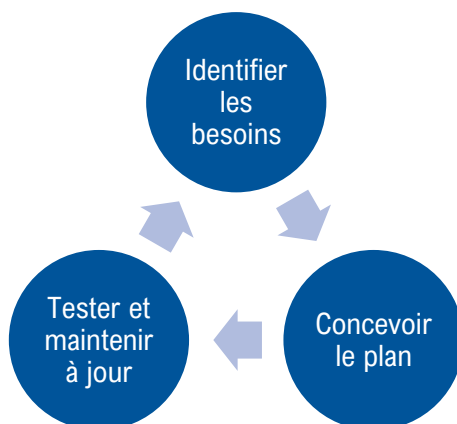 Identifier
les
besoins
Concevoir
le plan
Tester et
maintenir
à jour